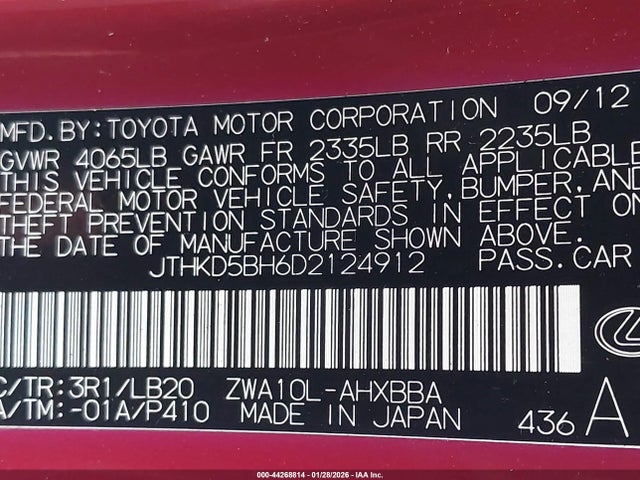 MFD. BY: TOYOTA MOTOR CORPORATION 09/12
GVWR 4065LB GAWR FR 2335LB RR 2235LB
THIS VEHICLE CONFORMS TO ALL APPLICABLE
FEDERAL MOTOR VEHICLE SAFETY, BUMPER, AND
THEFT PREVENTION STANDARDS IN EFFECT ON
THE DATE OF MANUFACTURE SHOWN ABOVE.
JTHKD5BH6D2124912 PASS. CAR
C/TR: 3R1/LB20 ZWA10L-AHXBBA
A/TM: -01A/P410 MADE IN JAPAN 436 A
000-44268814 | 01/28/2026 | IAA Inc.